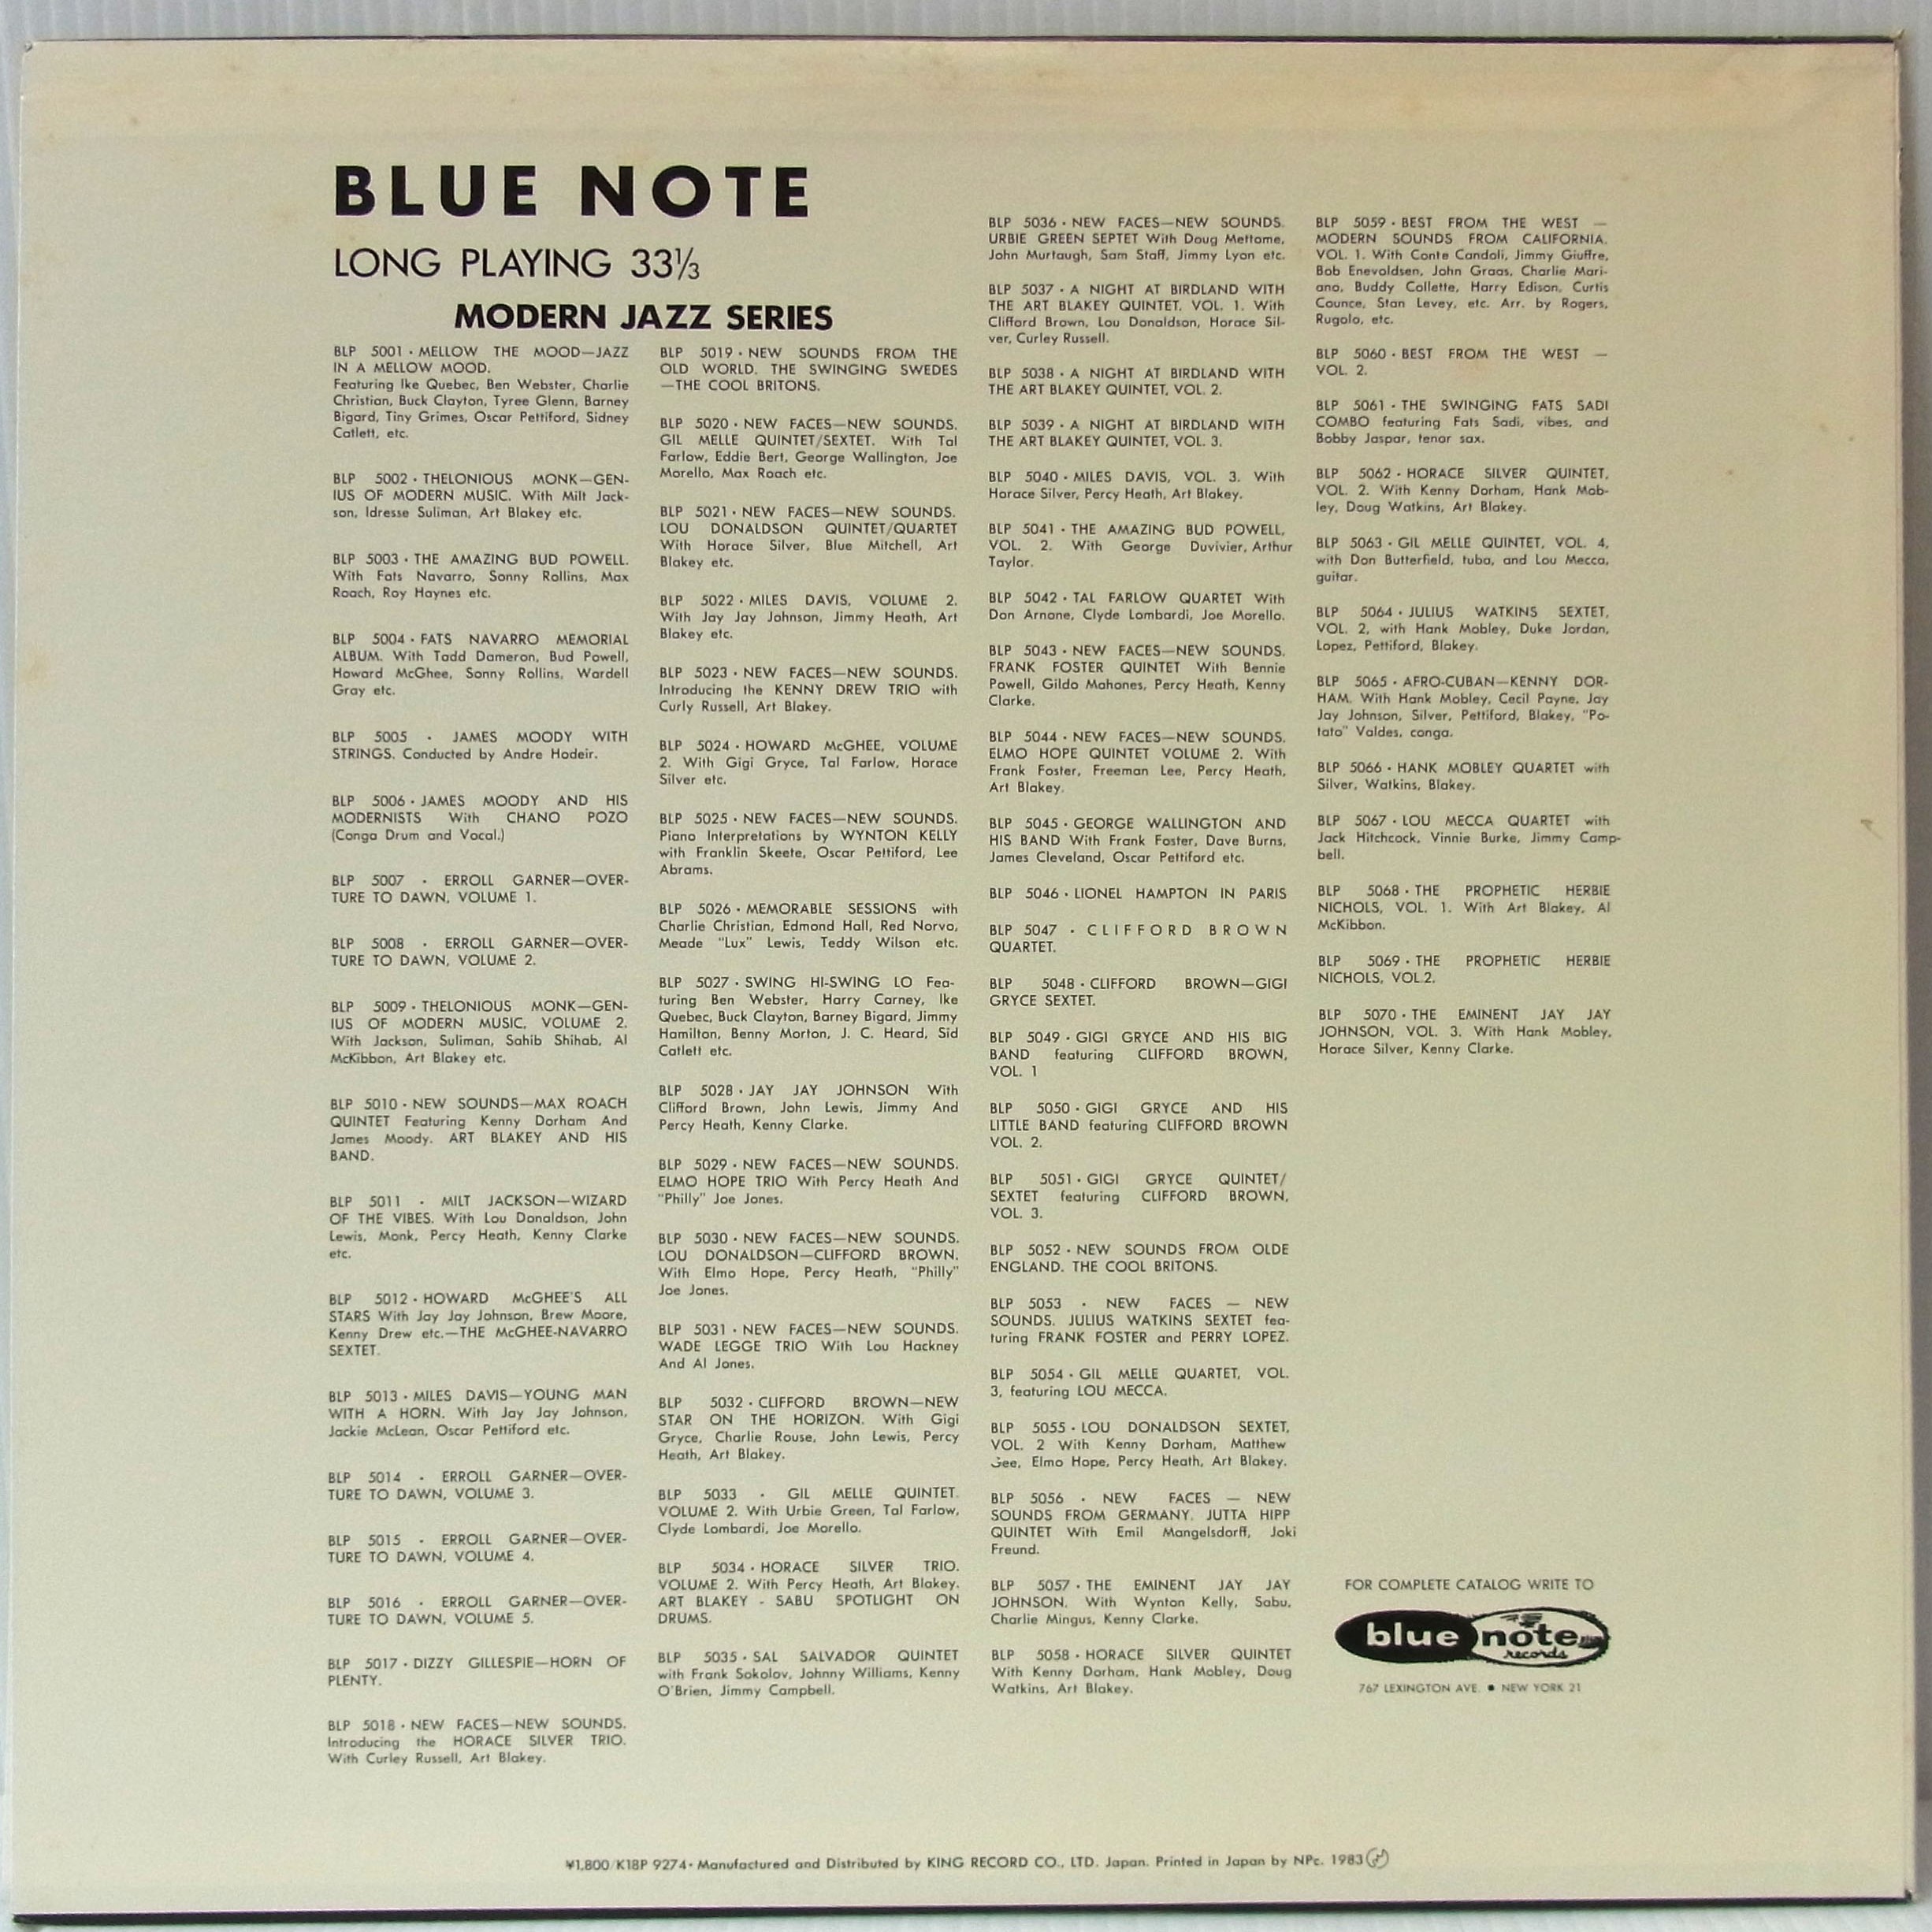 BLUE NOTE
LONG PLAYING 33⅓
MODERN JAZZ SERIES
BLP 5001 • MELLOW THE MOOD—JAZZ
IN A MELLOW MOOD.
Featuring Ike Quebec, Ben Webster, Charlie
Christian, Buck Clayton, Tyree Glenn, Barney
Bigard, Tiny Grimes, Oscar Pettiford, Sidney
Catlett, etc.
BLP 5002 • THELONIOUS MONK—GEN-
IUS OF MODERN MUSIC. With Milt Jack-
son, Idresse Suliman, Art Blakey etc.
BLP 5003 • THE AMAZING BUD POWELL.
With Fats Navarro, Sonny Rollins, Max
Roach, Roy Haynes etc.
BLP 5004 • FATS NAVARRO MEMORIAL
ALBUM. With Tadd Dameron, Bud Powell,
Howard McGhee, Sonny Rollins, Wardell
Gray etc.
BLP 5005 • JAMES MOODY WITH
STRINGS. Conducted by Andre Hodeir.
BLP 5006 • JAMES MOODY AND HIS
MODERNISTS With CHANO POZO
(Conga Drum and Vocal.)
BLP 5007 • ERROLL GARNER—OVER-
TURE TO DAWN, VOLUME 1.
BLP 5008 • ERROLL GARNER—OVER-
TURE TO DAWN, VOLUME 2.
BLP 5009 • THELONIOUS MONK—GEN-
IUS OF MODERN MUSIC, VOLUME 2.
With Jackson, Suliman, Sahib Shihab, Al
McKibbon, Art Blakey etc.
BLP 5010 • NEW SOUNDS—MAX ROACH
QUINTET Featuring Kenny Dorham And
James Moody. ART BLAKEY AND HIS
BAND.
BLP 5011 • MILT JACKSON—WIZARD
OF THE VIBES. With Lou Donaldson, John
Lewis, Monk, Percy Heath, Kenny Clarke
etc.
BLP 5012 • HOWARD McGHEE'S ALL
STARS With Jay Jay Johnson, Brew Moore,
Kenny Drew etc.—THE McGHEE-NAVARRO
SEXTET.
BLP 5013 • MILES DAVIS—YOUNG MAN
WITH A HORN. With Jay Jay Johnson,
Jackie McLean, Oscar Pettiford etc.
BLP 5014 • ERROLL GARNER—OVER-
TURE TO DAWN, VOLUME 3.
BLP 5015 • ERROLL GARNER—OVER-
TURE TO DAWN, VOLUME 4.
BLP 5016 • ERROLL GARNER—OVER-
TURE TO DAWN, VOLUME 5.
BLP 5017 • DIZZY GILLESPIE—HORN OF
PLENTY.
BLP 5018 • NEW FACES—NEW SOUNDS.
Introducing the HORACE SILVER TRIO.
With Curley Russell, Art Blakey.
BLP 5019 • NEW SOUNDS FROM THE
OLD WORLD. THE SWINGING SWEDES
—THE COOL BRITONS.
BLP 5020 • NEW FACES—NEW SOUNDS.
GIL MELLE QUINTET/SEXTET. With Tal
Farlow, Eddie Bert, George Wallington, Joe
Morello, Max Roach etc.
BLP 5021 • NEW FACES—NEW SOUNDS.
LOU DONALDSON QUINTET/QUARTET
With Horace Silver, Blue Mitchell, Art
Blakey etc.
BLP 5022 • MILES DAVIS, VOLUME 2.
With Jay Jay Johnson, Jimmy Heath, Art
Blakey etc.
BLP 5023 • NEW FACES—NEW SOUNDS.
Introducing the KENNY DREW TRIO with
Curly Russell, Art Blakey.
BLP 5024 • HOWARD McGHEE, VOLUME
2. With Gigi Gryce, Tal Farlow, Horace
Silver etc.
BLP 5025 • NEW FACES—NEW SOUNDS.
Piano Interpretations by WYNTON KELLY
with Franklin Skeete, Oscar Pettiford, Lee
Abrams.
BLP 5026 • MEMORABLE SESSIONS with
Charlie Christian, Edmond Hall, Red Norvo,
Meade "Lux" Lewis, Teddy Wilson etc.
BLP 5027 • SWING HI-SWING LO Fea-
turing Ben Webster, Harry Carney, Ike
Quebec, Buck Clayton, Barney Bigard, Jimmy
Hamilton, Benny Morton, J. C. Heard, Sid
Catlett etc.
BLP 5028 • JAY JAY JOHNSON With
Clifford Brown, John Lewis, Jimmy And
Percy Heath, Kenny Clarke.
BLP 5029 • NEW FACES—NEW SOUNDS.
ELMO HOPE TRIO With Percy Heath And
"Philly" Joe Jones.
BLP 5030 • NEW FACES—NEW SOUNDS.
LOU DONALDSON—CLIFFORD BROWN.
With Elmo Hope, Percy Heath, "Philly"
Joe Jones.
BLP 5031 • NEW FACES—NEW SOUNDS.
WADE LEGGE TRIO With Lou Hackney
And Al Jones.
BLP 5032 • CLIFFORD BROWN—NEW
STAR ON THE HORIZON. With Gigi
Gryce, Charlie Rouse, John Lewis, Percy
Heath, Art Blakey.
BLP 5033 • GIL MELLE QUINTET.
VOLUME 2. With Urbie Green, Tal Farlow,
Clyde Lombardi, Joe Morello.
BLP 5034 • HORACE SILVER TRIO.
VOLUME 2. With Percy Heath, Art Blakey.
ART BLAKEY - SABU SPOTLIGHT ON
DRUMS.
BLP 5035 • SAL SALVADOR QUINTET
with Frank Sokolov, Johnny Williams, Kenny
O'Brien, Jimmy Campbell.
BLP 5036 • NEW FACES—NEW SOUNDS.
URBIE GREEN SEPTET With Doug Mettome,
John Murtaugh, Sam Staff, Jimmy Lyon etc.
BLP 5037 • A NIGHT AT BIRDLAND WITH
THE ART BLAKEY QUINTET, VOL. 1. With
Clifford Brown, Lou Donaldson, Horace Sil-
ver, Curley Russell.
BLP 5038 • A NIGHT AT BIRDLAND WITH
THE ART BLAKEY QUINTET, VOL. 2.
BLP 5039 • A NIGHT AT BIRDLAND WITH
THE ART BLAKEY QUINTET, VOL. 3.
BLP 5040 • MILES DAVIS, VOL. 3. With
Horace Silver, Percy Heath, Art Blakey.
BLP 5041 • THE AMAZING BUD POWELL,
VOL. 2. With George Duvivier, Arthur
Taylor.
BLP 5042 • TAL FARLOW QUARTET With
Don Arnone, Clyde Lombardi, Joe Morello.
BLP 5043 • NEW FACES—NEW SOUNDS.
FRANK FOSTER QUINTET With Bennie
Powell, Gildo Mahones, Percy Heath, Kenny
Clarke.
BLP 5044 • NEW FACES—NEW SOUNDS.
ELMO HOPE QUINTET VOLUME 2. With
Frank Foster, Freeman Lee, Percy Heath,
Art Blakey.
BLP 5045 • GEORGE WALLINGTON AND
HIS BAND With Frank Foster, Dave Burns,
James Cleveland, Oscar Pettiford etc.
BLP 5046 • LIONEL HAMPTON IN PARIS
BLP 5047 • CLIFFORD BROWN
QUARTET.
BLP 5048 • CLIFFORD BROWN—GIGI
GRYCE SEXTET.
BLP 5049 • GIGI GRYCE AND HIS BIG
BAND featuring CLIFFORD BROWN,
VOL. 1
BLP 5050 • GIGI GRYCE AND HIS
LITTLE BAND featuring CLIFFORD BROWN
VOL. 2.
BLP 5051 • GIGI GRYCE QUINTET/
SEXTET featuring CLIFFORD BROWN,
VOL. 3.
BLP 5052 • NEW SOUNDS FROM OLDE
ENGLAND. THE COOL BRITONS.
BLP 5053 • NEW FACES — NEW
SOUNDS. JULIUS WATKINS SEXTET fea-
turing FRANK FOSTER and PERRY LOPEZ.
BLP 5054 • GIL MELLE QUARTET, VOL.
3, featuring LOU MECCA.
BLP 5055 • LOU DONALDSON SEXTET,
VOL. 2 With Kenny Dorham, Matthew
Gee, Elmo Hope, Percy Heath, Art Blakey.
BLP 5056 • NEW FACES — NEW
SOUNDS FROM GERMANY. JUTTA HIPP
QUINTET With Emil Mangelsdorff, Joki
Freund.
BLP 5057 • THE EMINENT JAY JAY
JOHNSON. With Wynton Kelly, Sabu,
Charlie Mingus, Kenny Clarke.
BLP 5058 • HORACE SILVER QUINTET
With Kenny Dorham, Hank Mobley, Doug
Watkins, Art Blakey.
BLP 5059 • BEST FROM THE WEST —
MODERN SOUNDS FROM CALIFORNIA.
VOL. 1. With Conte Candoli, Jimmy Giuffre,
Bob Enevoldsen, John Graas, Charlie Mari-
ano, Buddy Collette, Harry Edison, Curtis
Counce, Stan Levey, etc. Arr. by Rogers,
Rugolo, etc.
BLP 5060 • BEST FROM THE WEST —
VOL. 2.
BLP 5061 • THE SWINGING FATS SADI
COMBO featuring Fats Sadi, vibes, and
Bobby Jaspar, tenor sax.
BLP 5062 • HORACE SILVER QUINTET,
VOL. 2. With Kenny Dorham, Hank Mob-
ley, Doug Watkins, Art Blakey.
BLP 5063 • GIL MELLE QUINTET, VOL. 4,
with Don Butterfield, tuba, and Lou Mecca,
guitar.
BLP 5064 • JULIUS WATKINS SEXTET,
VOL. 2, with Hank Mobley, Duke Jordan,
Lopez, Pettiford, Blakey.
BLP 5065 • AFRO-CUBAN—KENNY DOR-
HAM. With Hank Mobley, Cecil Payne, Jay
Jay Johnson, Silver, Pettiford, Blakey, "Po-
tato" Valdes, conga.
BLP 5066 • HANK MOBLEY QUARTET with
Silver, Watkins, Blakey.
BLP 5067 • LOU MECCA QUARTET with
Jack Hitchcock, Vinnie Burke, Jimmy Camp-
bell.
BLP 5068 • THE PROPHETIC HERBIE
NICHOLS, VOL. 1. With Art Blakey, Al
McKibbon.
BLP 5069 • THE PROPHETIC HERBIE
NICHOLS, VOL.2.
BLP 5070 • THE EMINENT JAY JAY
JOHNSON, VOL. 3. With Hank Mobley,
Horace Silver, Kenny Clarke.
FOR COMPLETE CATALOG WRITE TO
blue note
records
767 LEXINGTON AVE. • NEW YORK 21
¥1,800/K18P 9274• Manufactured and Distributed by KING RECORD CO., LTD. Japan. Printed in Japan by NPc. 1983